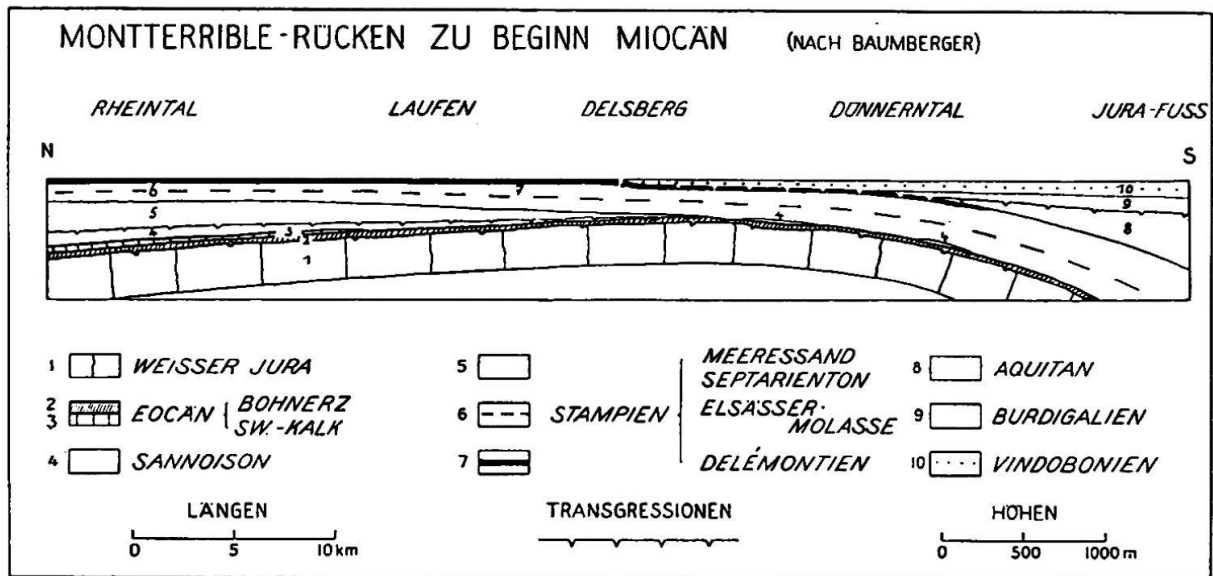 MONTTERRIBLE-RÜCKEN ZU BEGINN MIOCÄN (NACH BAUMBERGER)
RHEINTAL LAUFEN DELSBERG DÜNNERNTAL JURA-FUSS
N S
6 7 10
5 4 9
4 3 8
2 4
1
1 WEISSER JURA
2 EOCÄN BOHNERZ
3 SW.-KALK
4 SANNOISON
5 MEERESSAND
SEPTARIENTON
6 STAMPIEN ELSÄSSER-
MOLASSE
7 DELÉMONTIEN
8 AQUITAN
9 BURDIGALIEN
10 VINDOBONIEN
LÄNGEN TRANSGRESSIONEN HÖHEN
0 5 10 km 0 500 1000 m